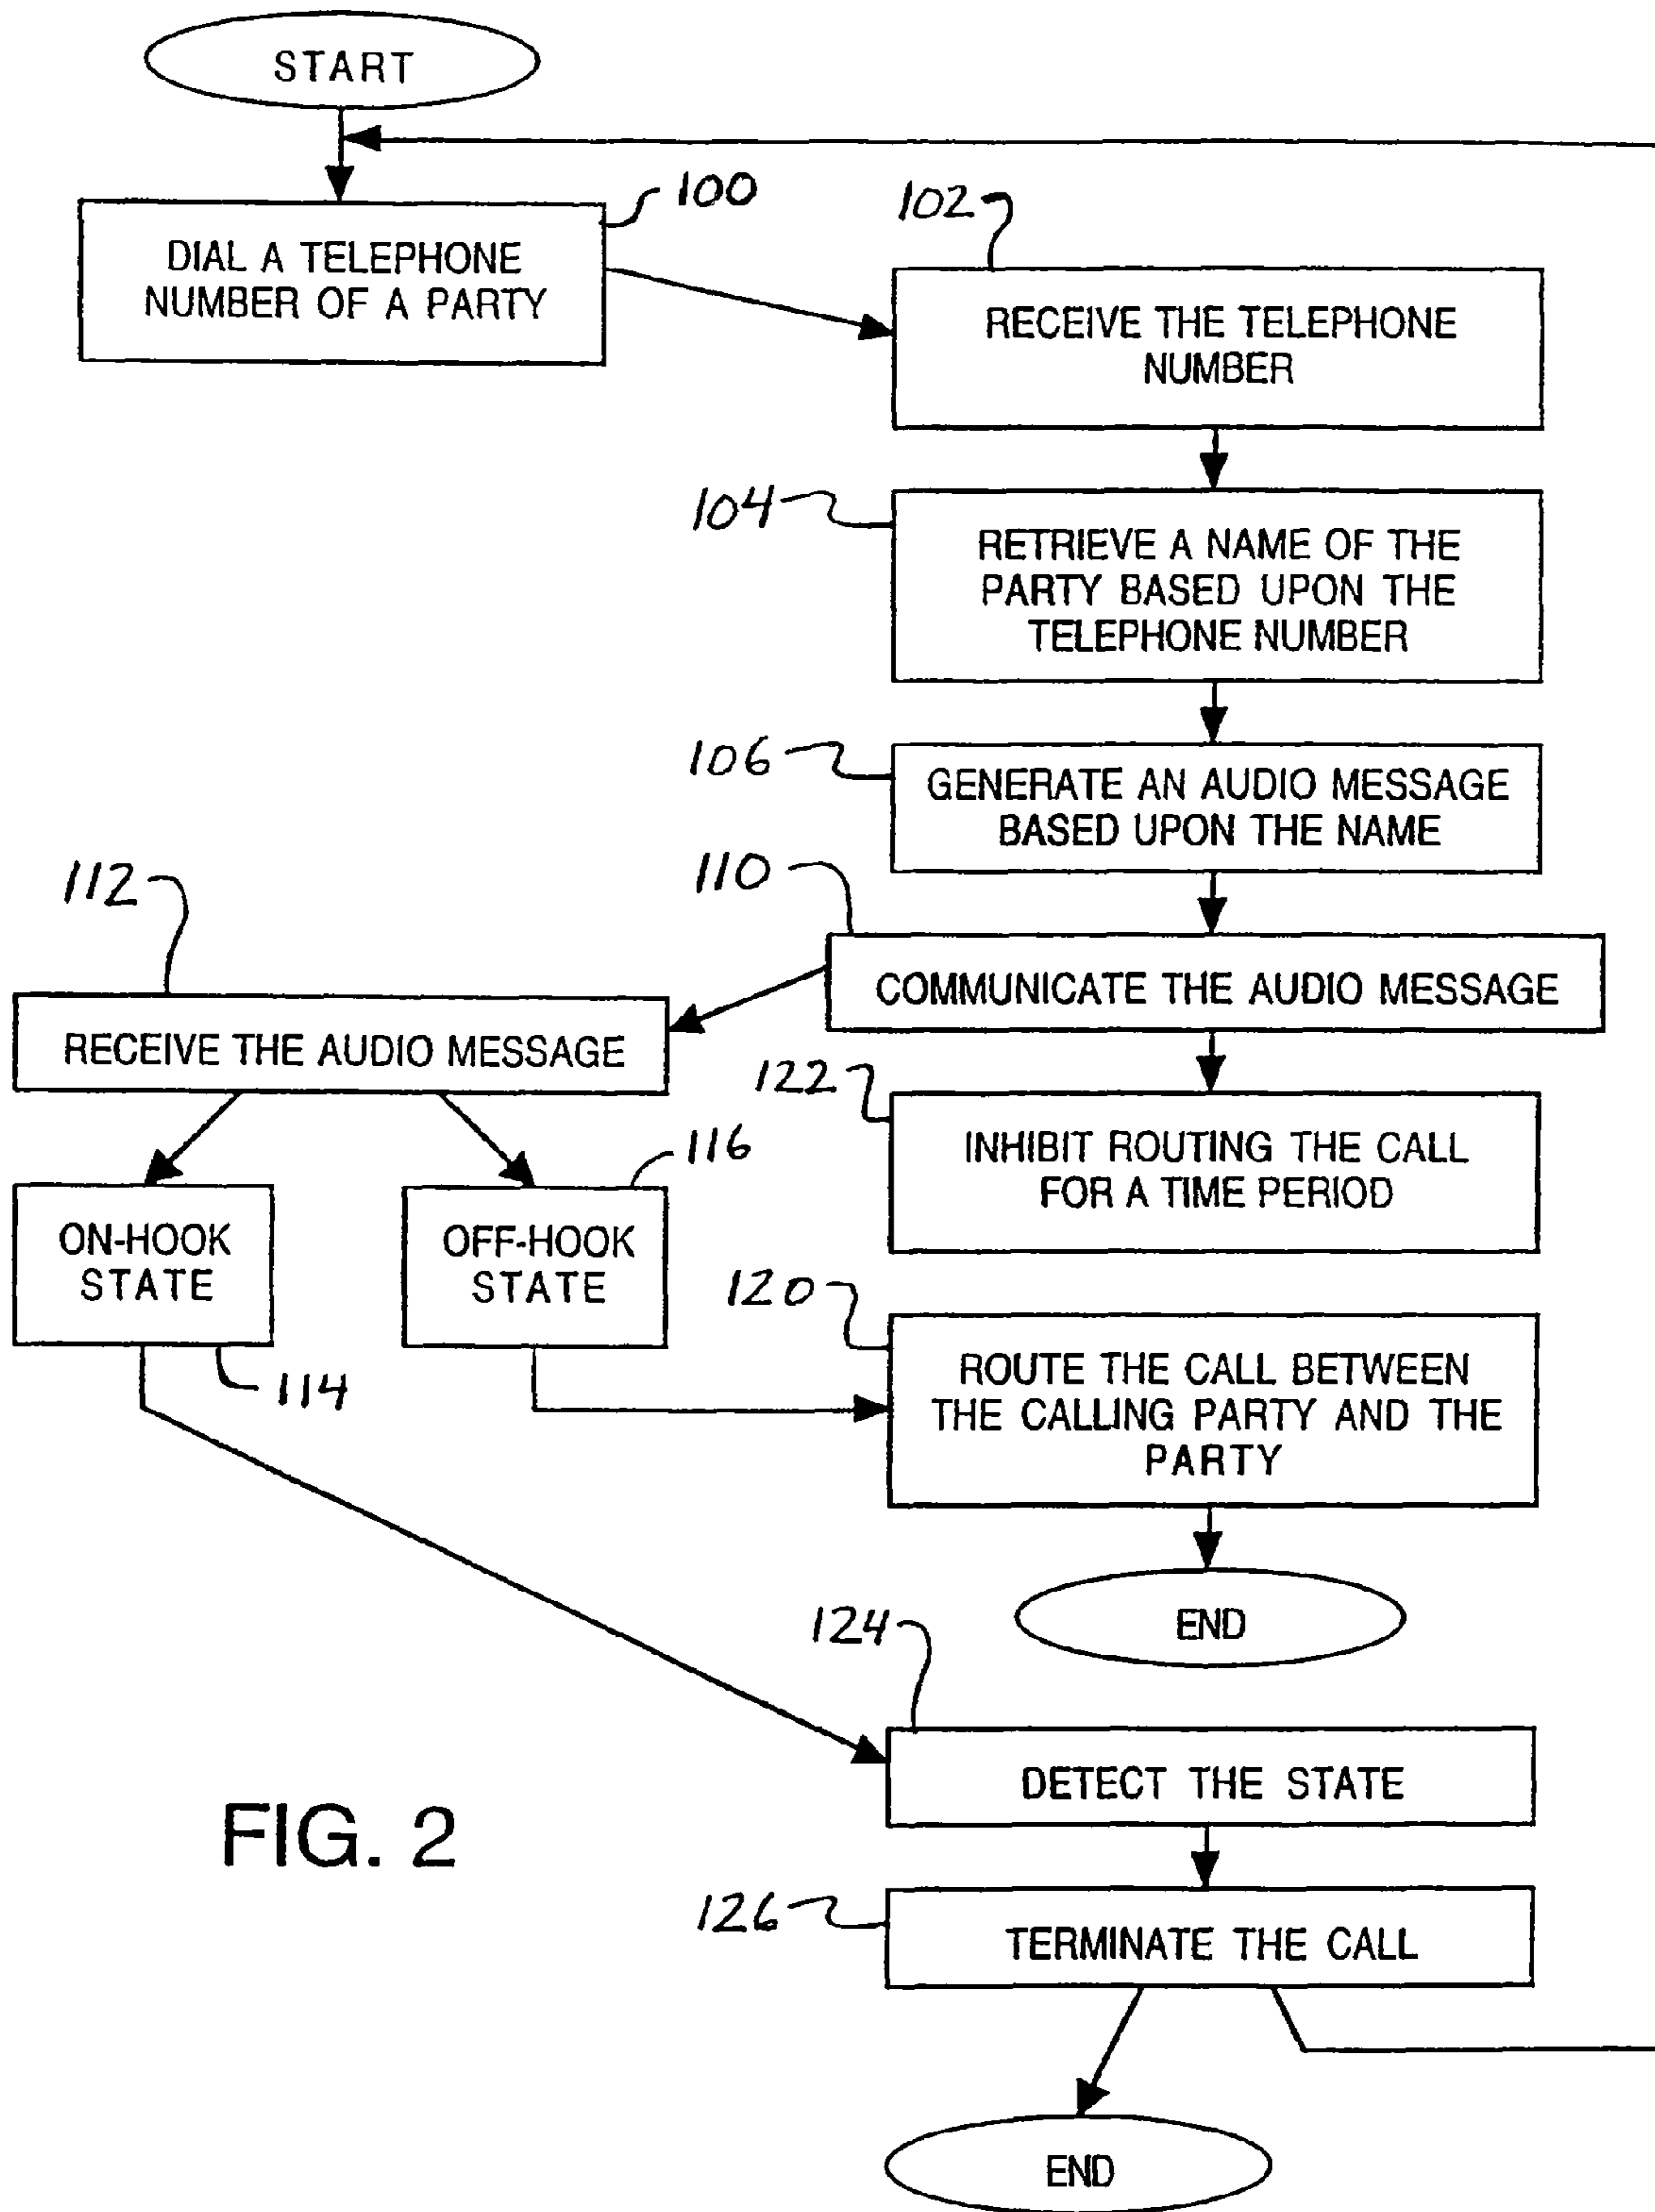 START
100
DIAL A TELEPHONE
NUMBER OF A PARTY
102
RECEIVE THE TELEPHONE
NUMBER
104
RETRIEVE A NAME OF THE
PARTY BASED UPON THE
TELEPHONE NUMBER
106
GENERATE AN AUDIO MESSAGE
BASED UPON THE NAME
110
COMMUNICATE THE AUDIO MESSAGE
112
RECEIVE THE AUDIO MESSAGE
122
INHIBIT ROUTING THE CALL
FOR A TIME PERIOD
116
ON-HOOK
STATE
114
OFF-HOOK
STATE
120
ROUTE THE CALL BETWEEN
THE CALLING PARTY AND THE
PARTY
END
124
DETECT THE STATE
126
TERMINATE THE CALL
END
FIG. 2